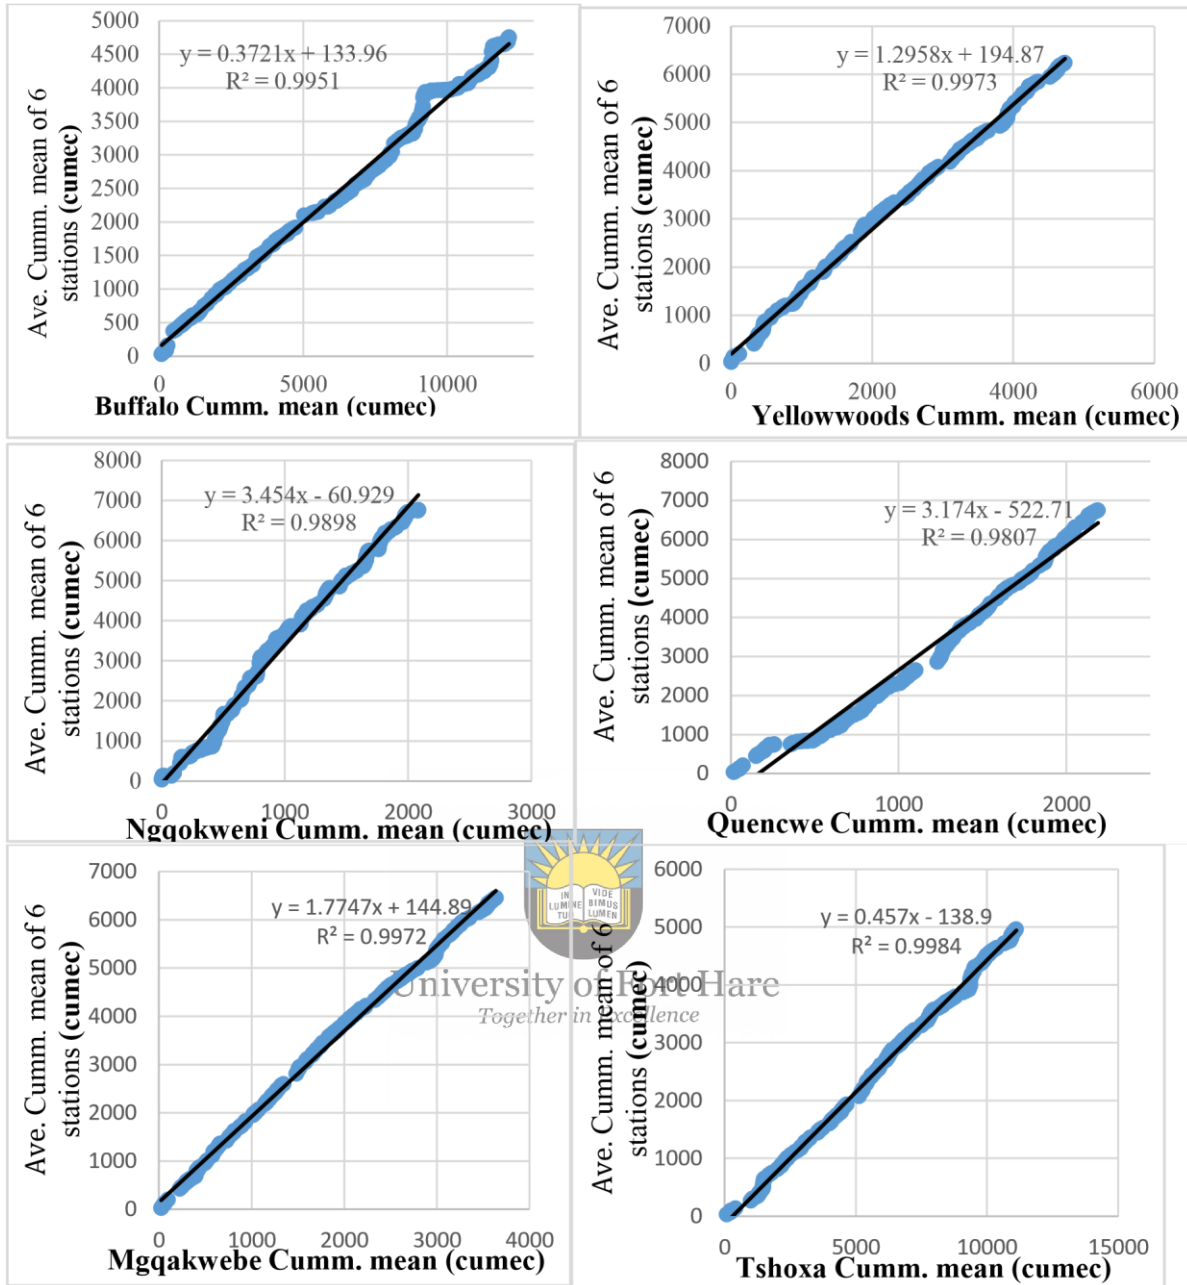 Ave. Cumm. mean of 6
stations (cumec)
5000
4500
4000
3500
3000
2500
2000
1500
1000
500
0
y = 0.3721x + 133.96
R² = 0.9951
0 5000 10000
Buffalo Cumm. mean (cumec)
Ave. Cumm. mean of 6
stations (cumec)
7000
6000
5000
4000
3000
2000
1000
0
y = 1.2958x + 194.87
R² = 0.9973
0 2000 4000 6000
Yellowwoods Cumm. mean (cumec)
Ave. Cumm. mean of 6
stations (cumec)
8000
7000
6000
5000
4000
3000
2000
1000
0
y = 3.454x - 60.929
R² = 0.9898
0 1000 2000 3000
Ngqokweni Cumm. mean (cumec)
Ave. Cumm. mean of 6
stations (cumec)
8000
7000
6000
5000
4000
3000
2000
1000
0
y = 3.174x - 522.71
R² = 0.9807
0 1000 2000
Quencwe Cumm. mean (cumec)
Ave. Cumm. mean of 6
stations (cumec)
7000
6000
5000
4000
3000
2000
1000
0
y = 1.7747x + 144.89
R² = 0.9972
0 1000 2000 3000 4000
Mgqakwebe Cumm. mean (cumec)
IN VIDE
LUMINE BIMUS
TUO LUMEN
University of Fort Hare
Together in Excellence
Ave. Cumm. mean of 6
stations (cumec)
6000
5000
4000
3000
2000
1000
0
y = 0.457x - 138.9
R² = 0.9984
0 5000 10000 15000
Tshoxa Cumm. mean (cumec)